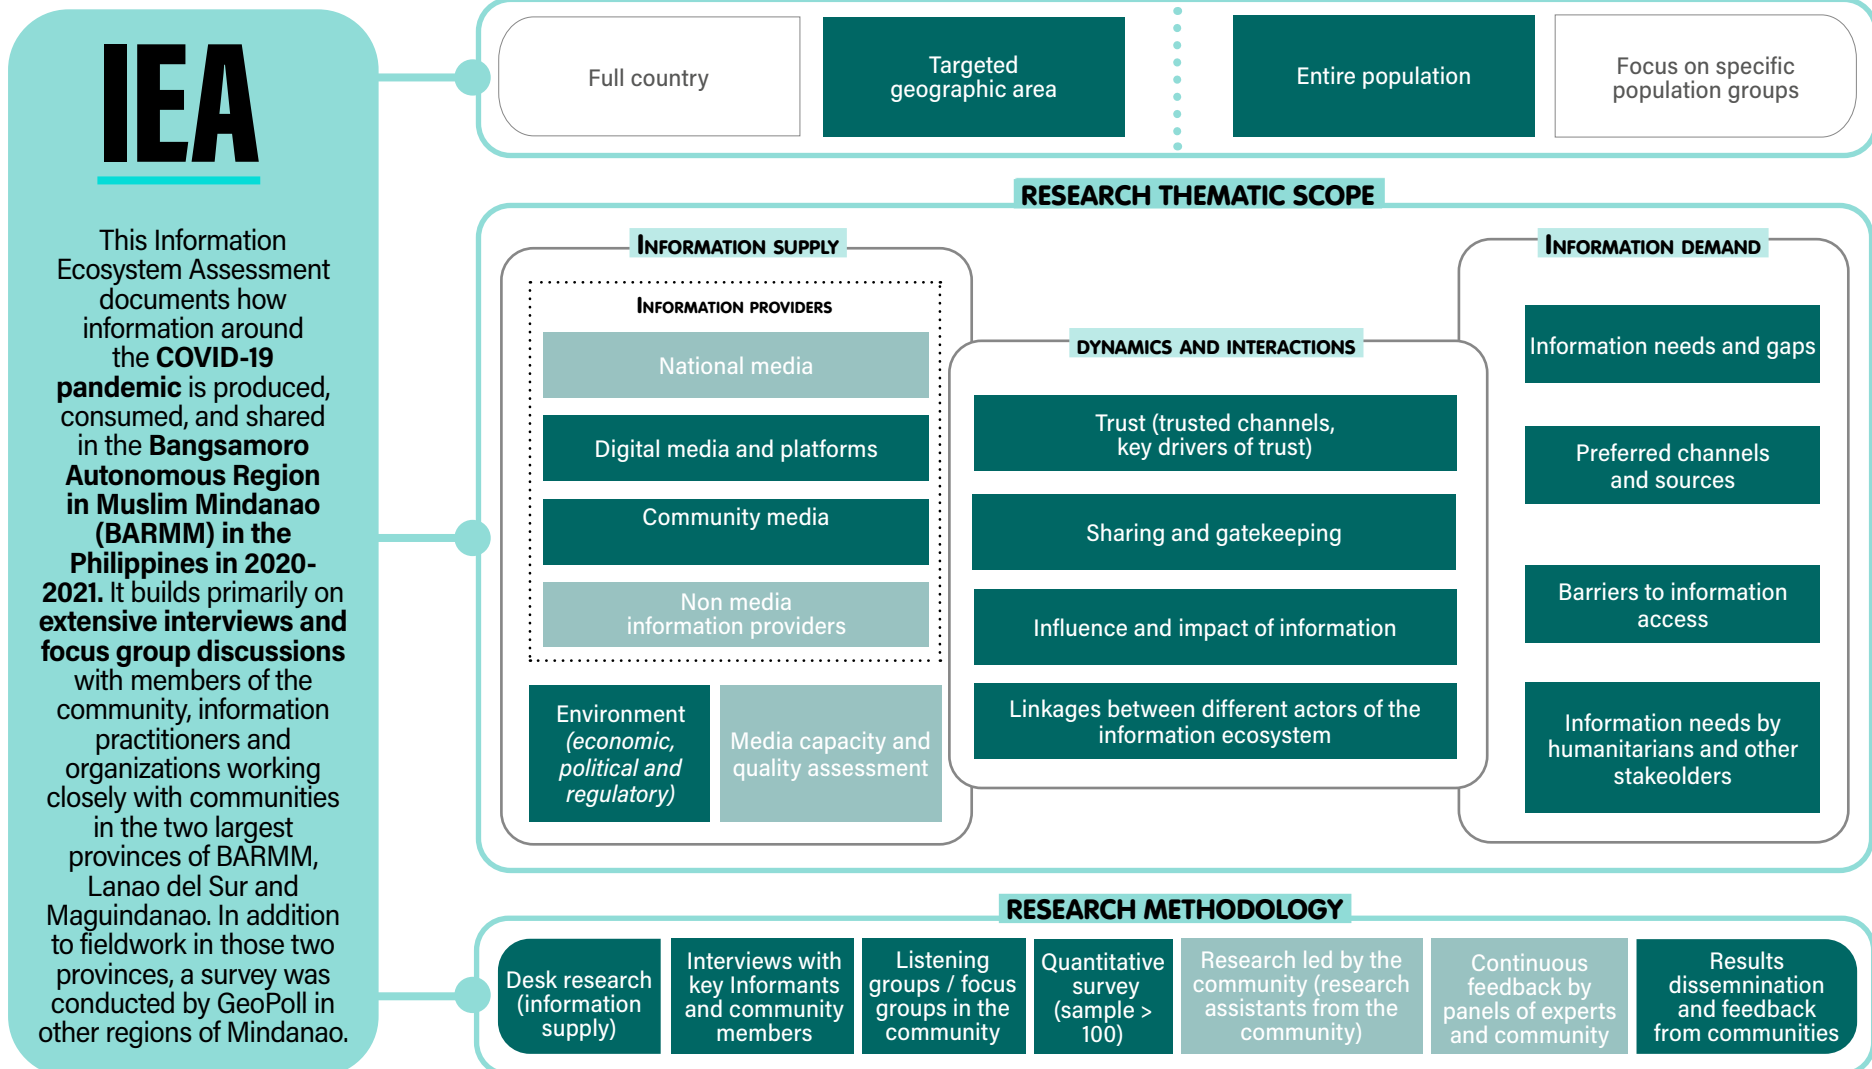 IEA
This Information
Ecosystem Assessment
documents how
information around
the COVID-19
pandemic is produced,
consumed, and shared
in the Bangsamoro
Autonomous Region
in Muslim Mindanao
(BARMM) in the
Philippines in 2020-
2021. It builds primarily on
extensive interviews and
focus group discussions
with members of the
community, information
practitioners and
organizations working
closely with communities
in the two largest
provinces of BARMM,
Lanao del Sur and
Maguindanao. In addition
to fieldwork in those two
provinces, a survey was
conducted by GeoPoll in
other regions of Mindanao.
Full country
Targeted
geographic area
Entire population
Focus on specific
population groups
RESEARCH THEMATIC SCOPE
INFORMATION SUPPLY
INFORMATION PROVIDERS
National media
Digital media and platforms
Community media
Non media
information providers
Environment
(economic,
political and
regulatory)
Media capacity and
quality assessment
DYNAMICS AND INTERACTIONS
Trust (trusted channels,
key drivers of trust)
Sharing and gatekeeping
Influence and impact of information
Linkages between different actors of the
information ecosystem
INFORMATION DEMAND
Information needs and gaps
Preferred channels
and sources
Barriers to information
access
Information needs by
humanitarians and other
stakeolders
RESEARCH METHODOLOGY
Desk research
(information
supply)
Interviews with
key Informants
and community
members
Listening
groups / focus
groups in the
community
Quantitative
survey
(sample >
100)
Research led by the
community (research
assistants from the
community)
Continuous
feedback by
panels of experts
and community
Results
dissemnination
and feedback
from communities